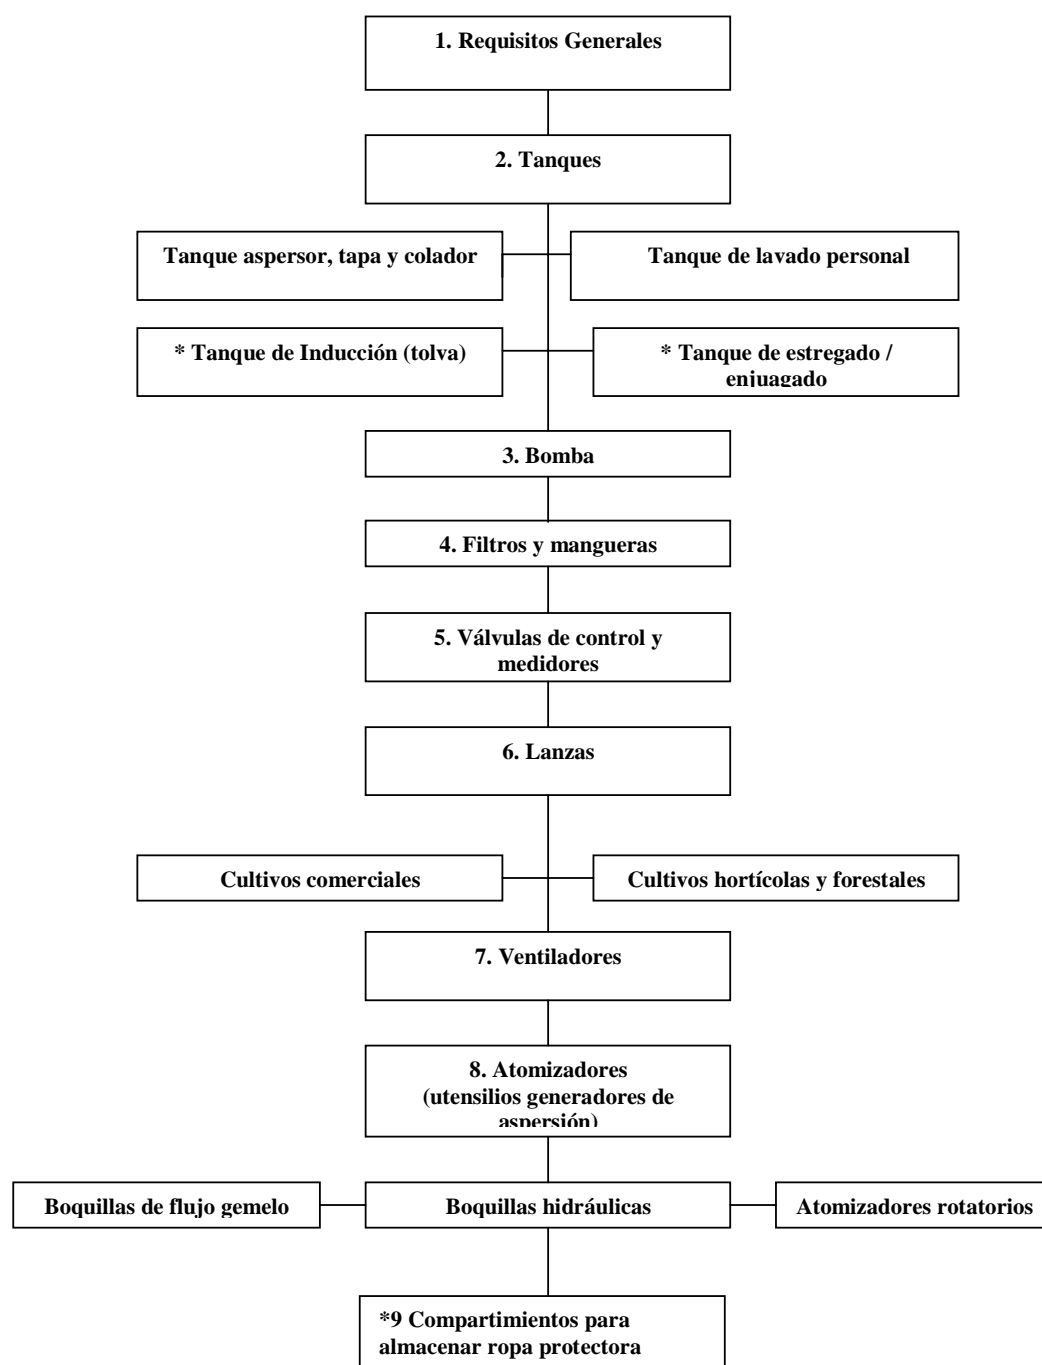 1. Requisitos Generales
2. Tanques
Tanque aspersor, tapa y colador
Tanque de lavado personal
* Tanque de Inducción (tolva)
* Tanque de estregado /
enjuagado
3. Bomba
4. Filtros y mangueras
5. Válvulas de control y
medidores
6. Lanzas
Cultivos comerciales
Cultivos hortícolas y forestales
7. Ventiladores
8. Atomizadores
(utensilios generadores de
aspersión)
Boquillas de flujo gemelo
Boquillas hidráulicas
Atomizadores rotatorios
*9 Compartimientos para
almacenar ropa protectora